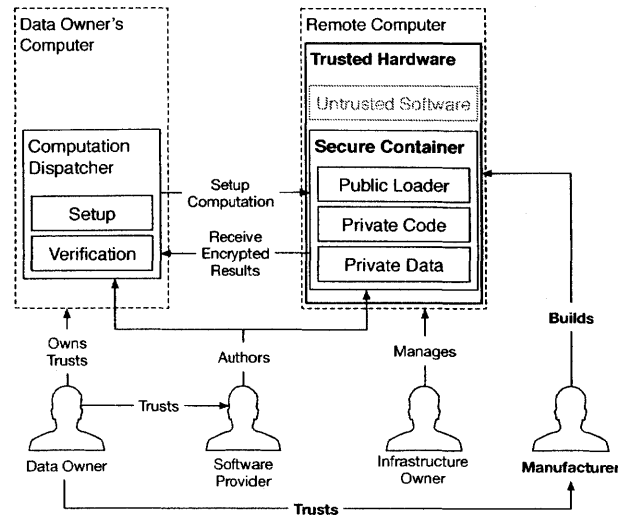 Data Owner's
Computer
Remote Computer
Trusted Hardware
Untrusted Software
Computation
Dispatcher
Secure Container
Setup
Computation
Public Loader
Setup
Private Code
Verification
Receive
Encrypted
Results
Private Data
Builds
Owns
Trusts
Authors
Manages
Trusts
Data Owner
Software
Provider
Infrastructure
Owner
Manufacturer
Trusts